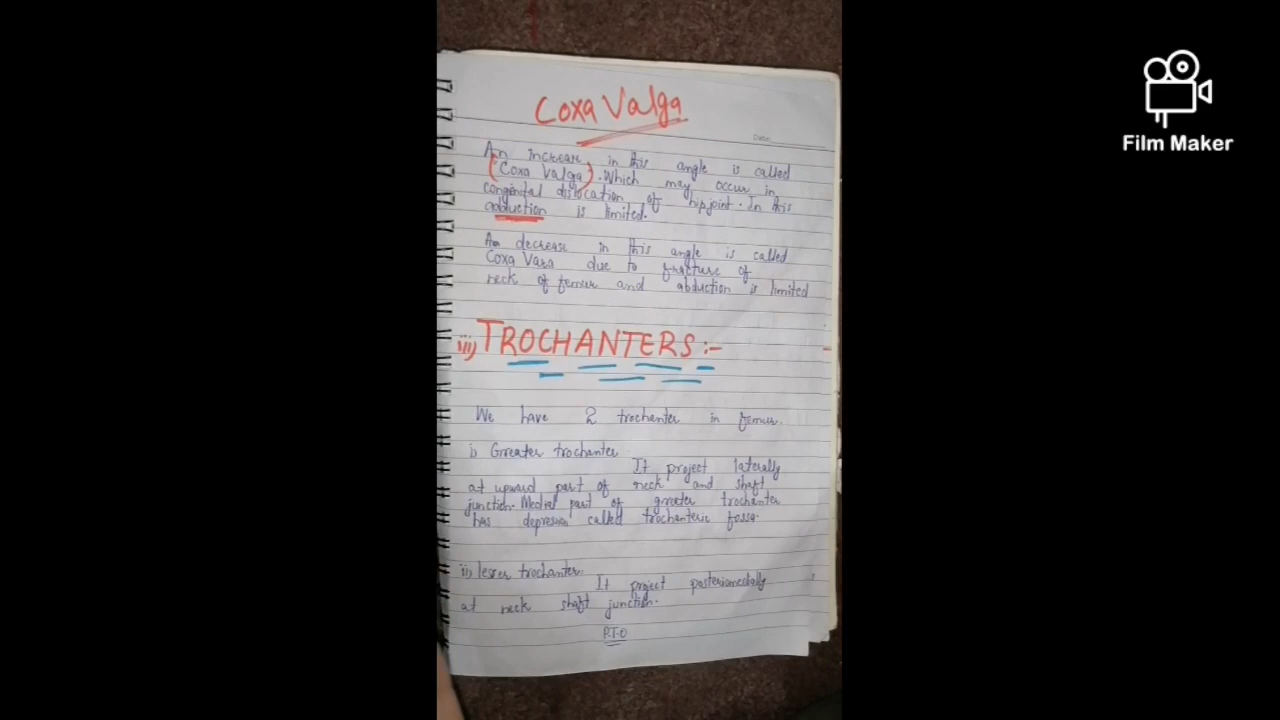 Coxa Valga
Date:
An increase in this angle is called
(Coxa Valga). Which may occur in
congenital dislocation of hip joint. In this
adduction is limited.
An decrease in this angle is called
Coxa Vara due to fracture of
neck of femur and abduction is limited
iii) TROCHANTERS:-
We have 2 trochanter in femur.
i) Greater trochanter
It project laterally
at upward part of neck and shaft
junction. Medial part of greater trochanter
has depression called trochanteric fossa.
ii) lesser trochanter.
It project posteriomedially
at neck shaft junction.
P.T.O
Film Maker